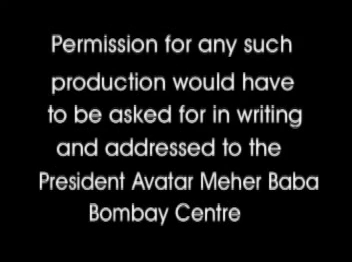 Permission for any such
production would have
to be asked for in writing
and addressed to the
President Avatar Meher Baba
Bombay Centre